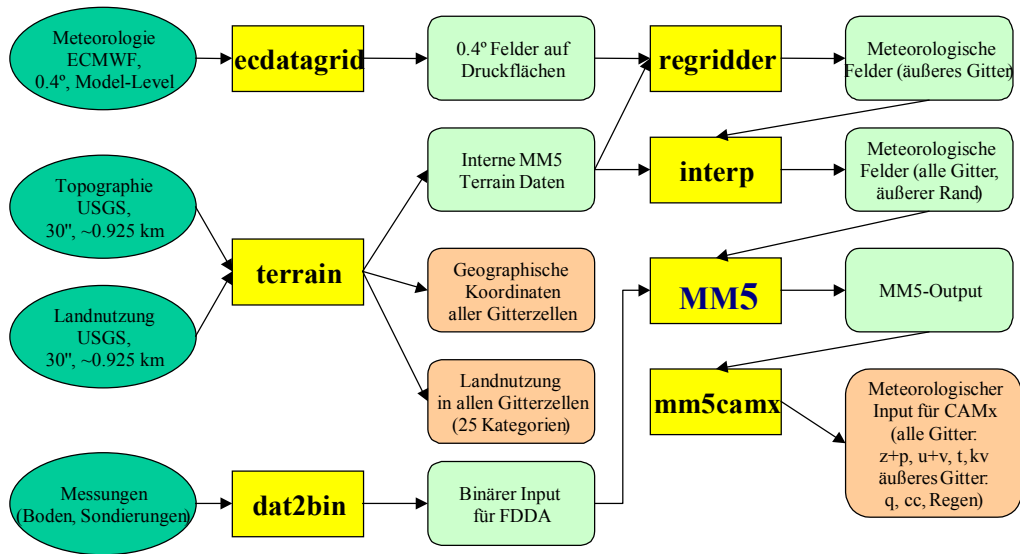 Meteorologie
ECMWF,
0.4º, Model-Level
ecdatagrid
0.4º Felder auf
Druckflächen
regridder
Meteorologische
Felder (äußeres Gitter)
Topographie
USGS,
30", ~0.925 km
Interne MM5
Terrain Daten
interp
Meteorologische
Felder (alle Gitter,
äußerer Rand)
terrain
Geographische
Koordinaten
aller Gitterzellen
MM5
MM5-Output
Landnutzung
USGS,
30", ~0.925 km
Landnutzung
in allen Gitterzellen
(25 Kategorien)
mm5camx
Meteorologischer
Input für CAMx
(alle Gitter:
z+p, u+v, t,kv
äußeres Gitter:
q, cc, Regen)
Messungen
(Boden, Sondierungen)
dat2bin
Binärer Input
für FDDA